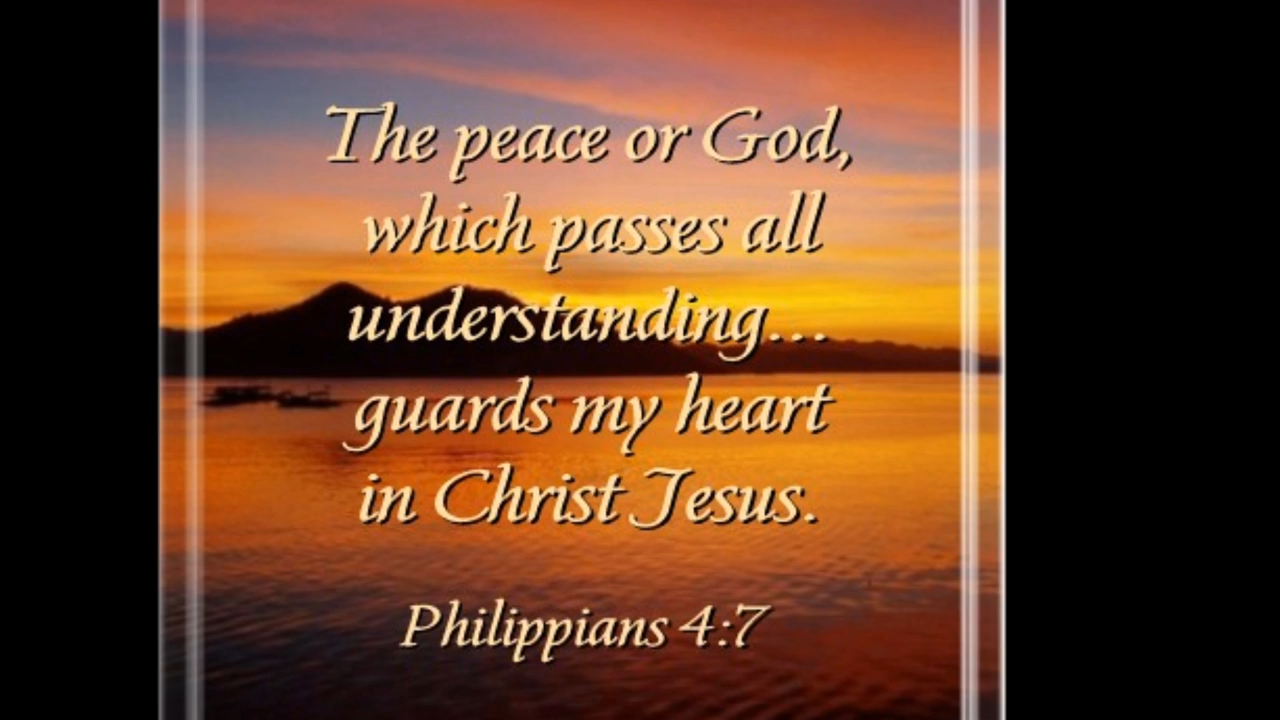 The peace or God,
which passes all
understanding...
guards my heart
in Christ Jesus.
Philippians 4:7